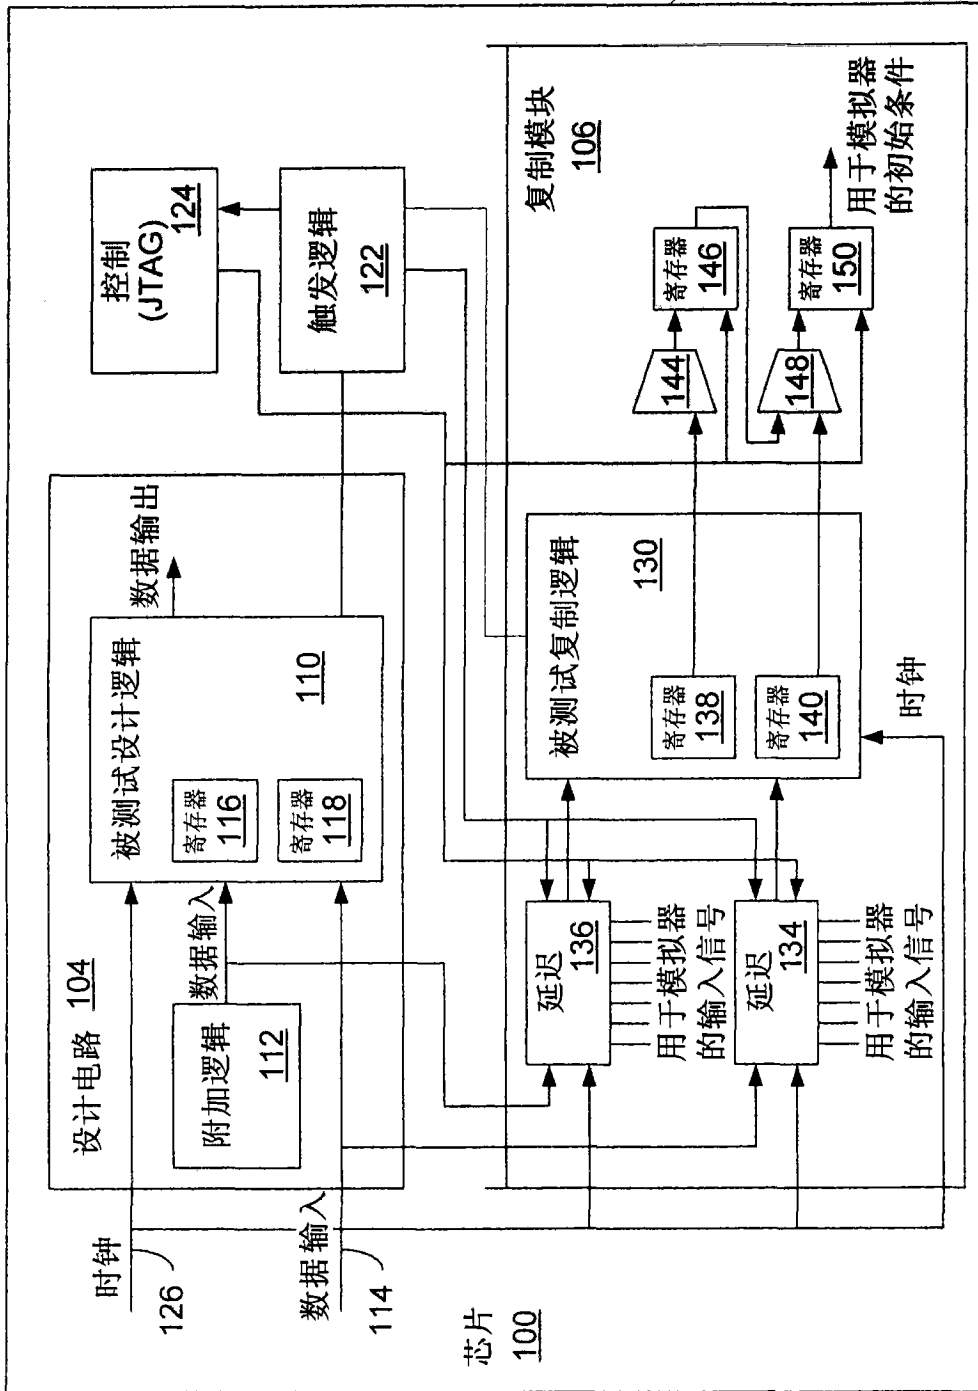 芯片
100
时钟
126
数据输入
114
设计电路 104
附加逻辑
112
数据输入
被测试设计逻辑
110
寄存器
116
寄存器
118
数据输出
控制
(JTAG)
124
触发逻辑
122
复制模块
106
延迟
136
用于模拟器
的输入信号
延迟
134
用于模拟器
的输入信号
被测试复制逻辑
130
寄存器
138
寄存器
140
时钟
144
寄存器
146
148
寄存器
150
用于模拟器
的初始条件